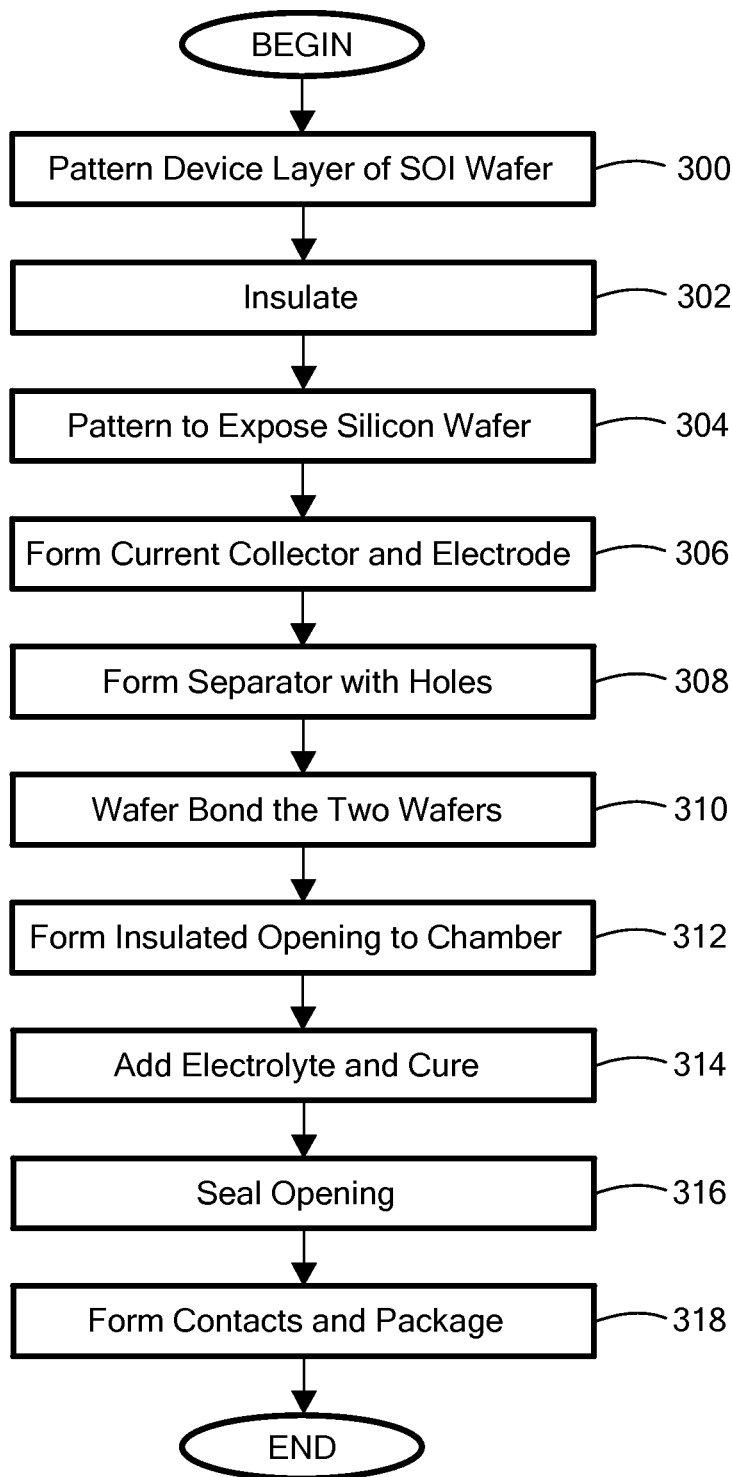 BEGIN
Pattern Device Layer of SOI Wafer 300
Insulate 302
Pattern to Expose Silicon Wafer 304
Form Current Collector and Electrode 306
Form Separator with Holes 308
Wafer Bond the Two Wafers 310
Form Insulated Opening to Chamber 312
Add Electrolyte and Cure 314
Seal Opening 316
Form Contacts and Package 318
END